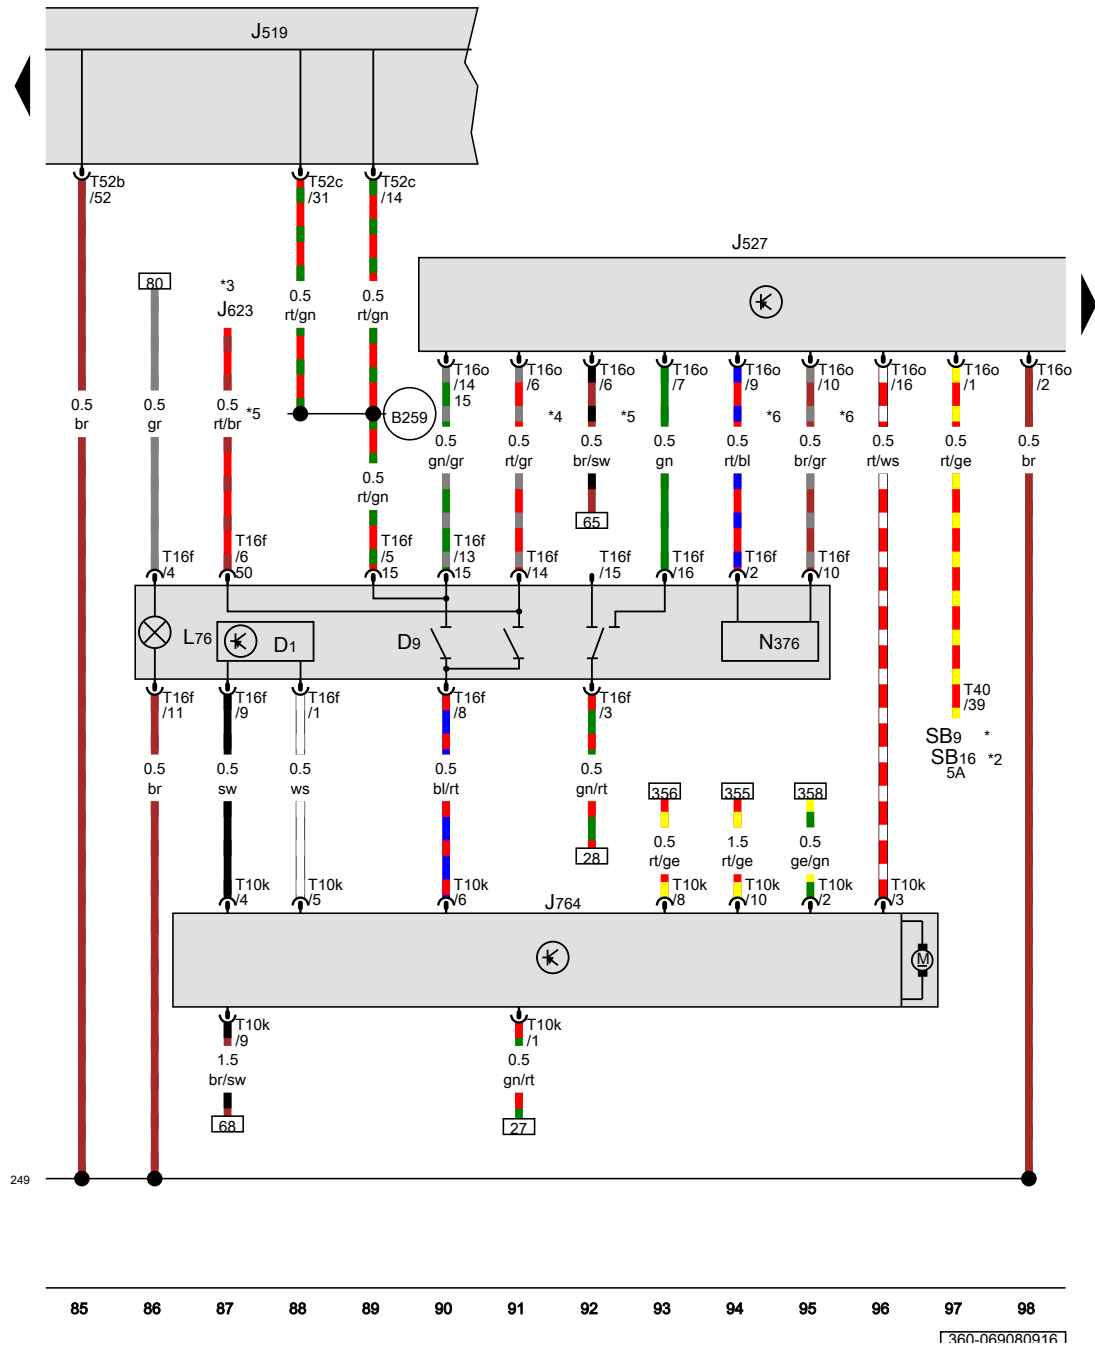 J519
T52b
/52
T52c
/31
T52c
/14
J527
80
*3
J623
0.5
rt/gn
0.5
rt/gn
T16o
/14
15
T16o
/6
T16o
/6
T16o
/7
T16o
/9
T16o
/10
T16o
/16
T16o
/1
T16o
/2
0.5
br
0.5
gr
0.5
rt/br
*5
B259
*4
*5
*6
*6
0.5
gn/gr
0.5
rt/gr
0.5
br/sw
0.5
gn
0.5
rt/bl
0.5
br/gr
0.5
rt/ws
0.5
rt/ge
0.5
br
0.5
rt/gn
65
T16f
/4
T16f
/6
50
T16f
/5
15
T16f
/13
15
T16f
/14
T16f
/15
T16f
/16
T16f
/2
T16f
/10
L76
D1
D9
N376
T16f
/11
T16f
/9
T16f
/1
T16f
/8
T16f
/3
T40
/39
SB9 *
SB16 *2
5A
0.5
br
0.5
sw
0.5
ws
0.5
bl/rt
0.5
gn/rt
356
355
358
28
0.5
rt/ge
1.5
rt/ge
0.5
ge/gn
T10k
/4
T10k
/5
T10k
/6
T10k
/8
T10k
/10
T10k
/2
T10k
/3
J764
M
T10k
/9
T10k
/1
1.5
br/sw
0.5
gn/rt
68
27
249
85 86 87 88 89 90 91 92 93 94 95 96 97 98
360-069080916